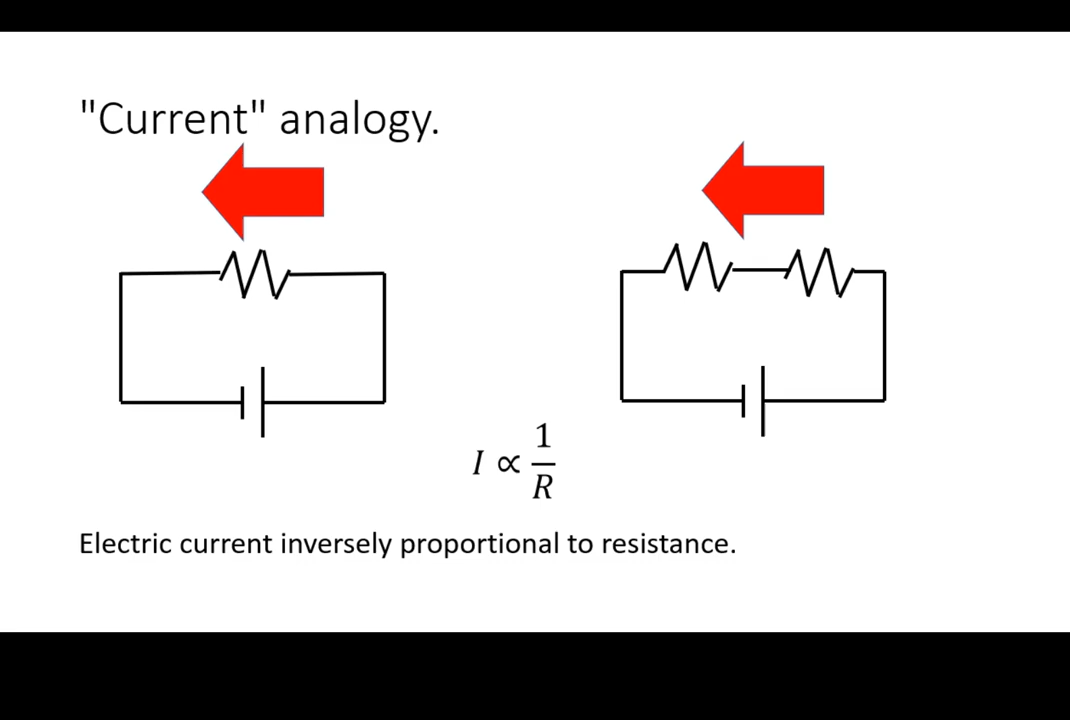 "Current" analogy.
I ∝ 1/R
Electric current inversely proportional to resistance.